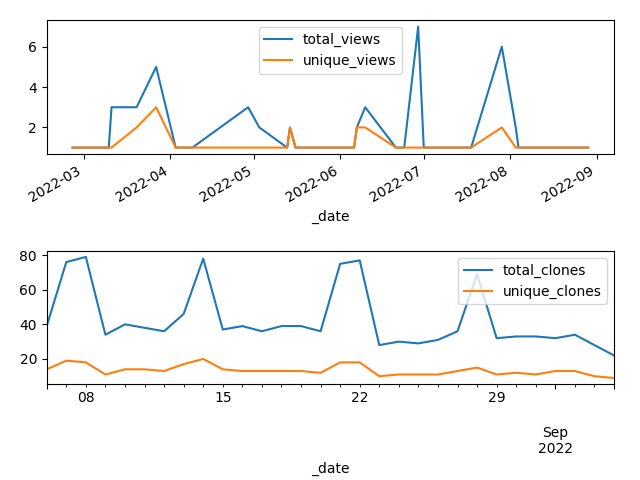 total_views
unique_views
6
4
2
2022-03
2022-04
2022-05
2022-06
2022-07
2022-08
2022-09
_date
total_clones
unique_clones
80
60
40
20
08
15
22
29
Sep
2022
_date